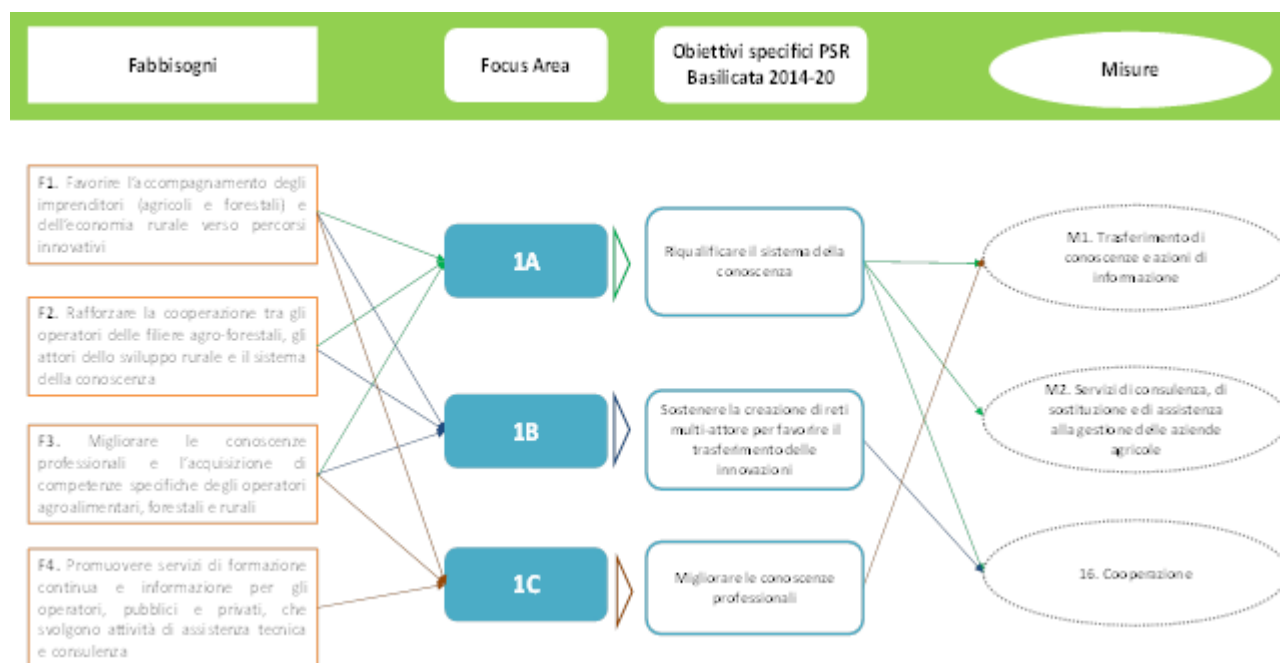 Fabbisogni
Focus Area
Obiettivi specifici PSR
Basilicata 2014-20
Misure
F1. Favorire l'accompagnamento degli
imprenditori (agricoli e forestali) e
dell'economia rurale verso percorsi
innovativi
F2. Rafforzare la cooperazione tra gli
operatori delle filiere agro-forestali, gli
attori dello sviluppo rurale e il sistema
della conoscenza
F3. Migliorare le conoscenze
professionali e l'acquisizione di
competenze specifiche degli operatori
agroalimentari, forestali e rurali
F4. Promuovere servizi di formazione
continua e informazione per gli
operatori, pubblici e privati, che
svolgono attività di assistenza tecnica
e consulenza
1A
1B
1C
Riqualificare il sistema della
conoscenza
Sostenere la creazione di reti
multi-attore per favorire il
trasferimento delle
innovazioni
Migliorare le conoscenze
professionali
M1. Trasferimento di
conoscenze e azioni di
informazione
M2. Servizi di consulenza, di
sostituzione e di assistenza
alla gestione delle aziende
agricole
16. Cooperazione